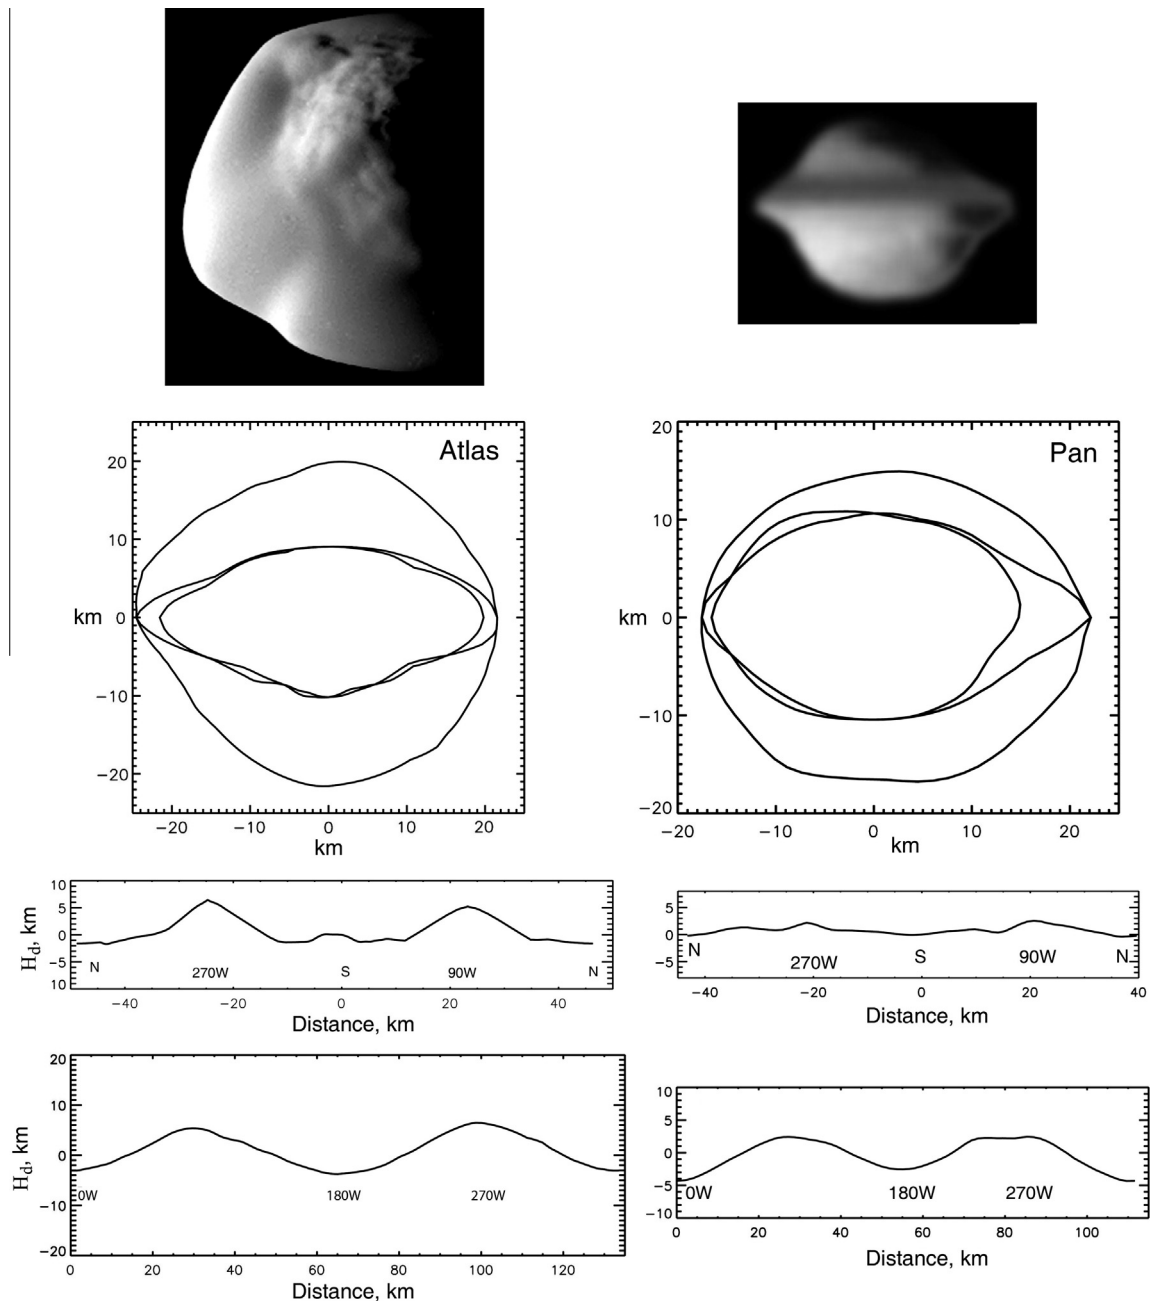 Atlas
20
10
km 0
−10
−20
−20 −10 0 10 20
km
Pan
20
10
km 0
−10
−20
−20 −10 0 10 20
km
10
5
0
−5
10
Hd, km
N 270W S 90W N
−40 −20 0 20 40
Distance, km
5
0
−5
N 270W S 90W N
−40 −20 0 20 40
Distance, km
20
10
0
−10
−20
Hd, km
0W 180W 270W
0 20 40 60 80 100 120
Distance, km
10
5
0
−5
−10
0W 180W 270W
0 20 40 60 80 100
Distance, km